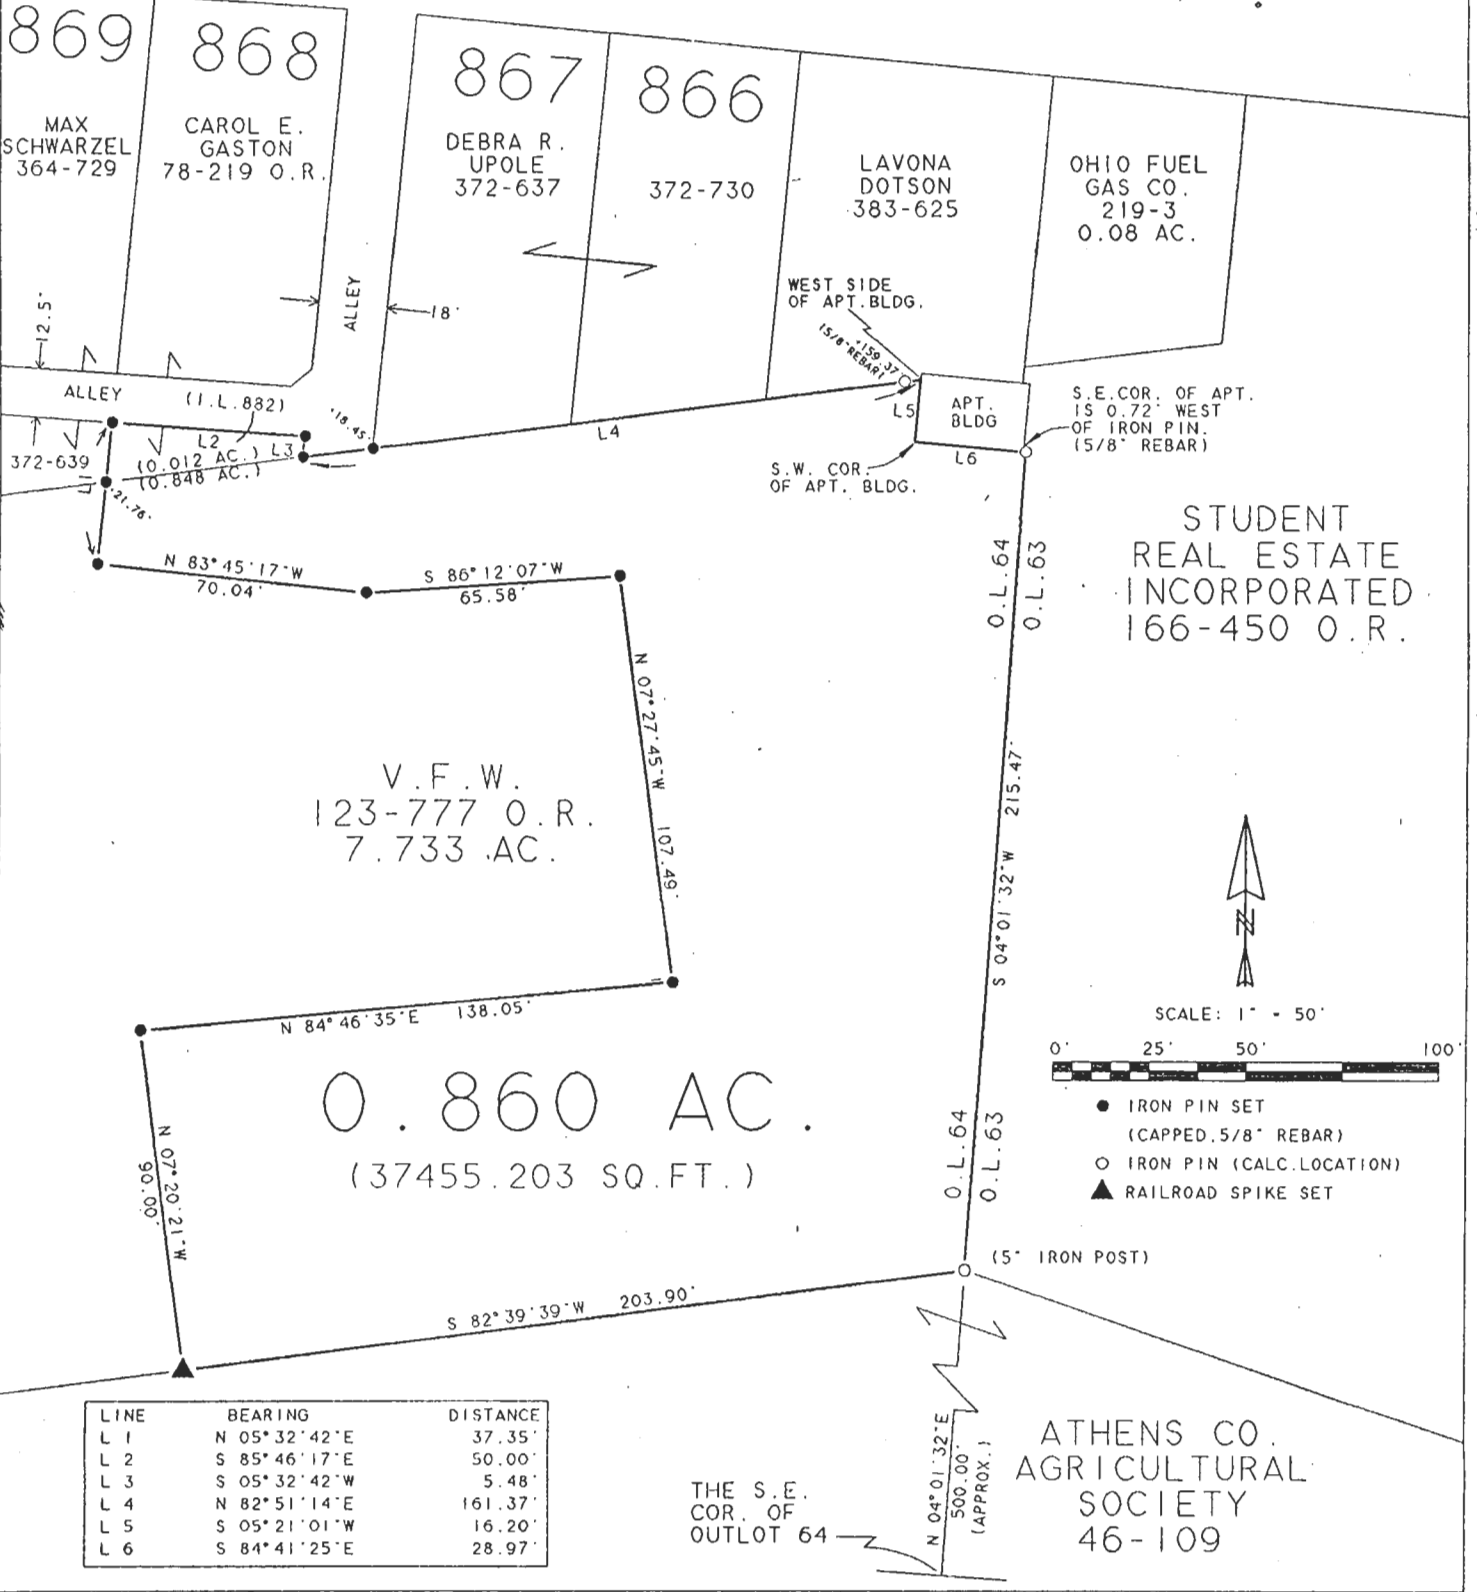 869
MAX
SCHWARZEL
364-729
868
CAROL E.
GASTON
78-219 O.R.
867
DEBRA R.
UPOLE
372-637
866
372-730
LAVONA
DOTSON
383-625
OHIO FUEL
GAS CO.
219-3
0.08 AC.
12.5'
ALLEY
18'
WEST SIDE
OF APT.BLDG.
+159.37'
(5/8" REBAR)
ALLEY
(I.L.882)
+18.45'
L2
L3
L4
L5
APT.
BLDG
L6
S.E.COR. OF APT.
IS 0.72' WEST
OF IRON PIN.
(5/8" REBAR)
372-639
(0.012 AC.)
(0.848 AC.)
L1
+21.76'
S.W. COR.
OF APT. BLDG.
N 83°45'17"W
70.04'
S 86°12'07"W
65.58'
O.L.64
O.L.63
STUDENT
REAL ESTATE
INCORPORATED
166-450 O.R.
N 07°27'45"W 107.49'
V.F.W.
123-777 O.R.
7.733 AC.
S 04°01'32"W 215.47'
N
N 84°46'35"E 138.05'
SCALE: 1" - 50'
0' 25' 50' 100'
0.860 AC.
(37455.203 SQ.FT.)
IRON PIN SET
(CAPPED.5/8" REBAR)
IRON PIN (CALC.LOCATION)
RAILROAD SPIKE SET
N 07°20'21"W
90.00'
O.L.64
O.L.63
(5" IRON POST)
S 82°39'39"W 203.90'
LINE BEARING DISTANCE
L 1 N 05°32'42"E 37.35'
L 2 S 85°46'17"E 50.00'
L 3 S 05°32'42"W 5.48'
L 4 N 82°51'14"E 161.37'
L 5 S 05°21'01"W 16.20'
L 6 S 84°41'25"E 28.97'
THE S.E.
COR. OF
OUTLOT 64
N 04°01'32"E
500.00'
(APPROX.)
ATHENS CO.
AGRICULTURAL
SOCIETY
46-109